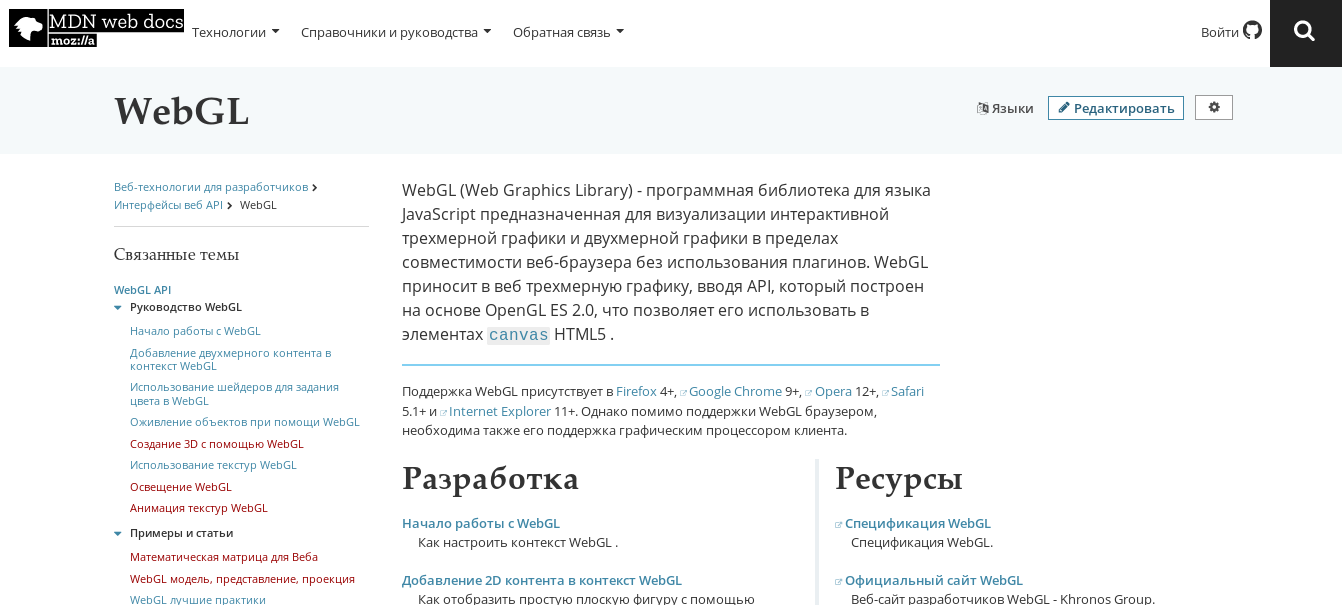 MDN web docs
moz://a
Технологии
Справочники и руководства
Обратная связь
Войти
WebGL
Языки
Редактировать
Веб-технологии для разработчиков
Интерфейсы веб API
WebGL
Связанные темы
WebGL API
Руководство WebGL
Начало работы с WebGL
Добавление двухмерного контента в
контекст WebGL
Использование шейдеров для задания
цвета в WebGL
Оживление объектов при помощи WebGL
Создание 3D с помощью WebGL
Использование текстур WebGL
Освещение WebGL
Анимация текстур WebGL
Примеры и статьи
Математическая матрица для Веба
WebGL модель, представление, проекция
WebGL лучшие практики
WebGL (Web Graphics Library) - программная библиотека для языка
JavaScript предназначенная для визуализации интерактивной
трехмерной графики и двухмерной графики в пределах
совместимости веб-браузера без использования плагинов. WebGL
приносит в веб трехмерную графику, вводя API, который построен
на основе OpenGL ES 2.0, что позволяет его использовать в
элементах canvas HTML5 .
Поддержка WebGL присутствует в Firefox 4+, Google Chrome 9+, Opera 12+, Safari
5.1+ и Internet Explorer 11+. Однако помимо поддержки WebGL браузером,
необходима также его поддержка графическим процессором клиента.
Разработка
Начало работы с WebGL
Как настроить контекст WebGL .
Добавление 2D контента в контекст WebGL
Как отобразить простую плоскую фигуру с помощью
Ресурсы
Спецификация WebGL
Спецификация WebGL.
Официальный сайт WebGL
Веб-сайт разработчиков WebGL - Khronos Group.